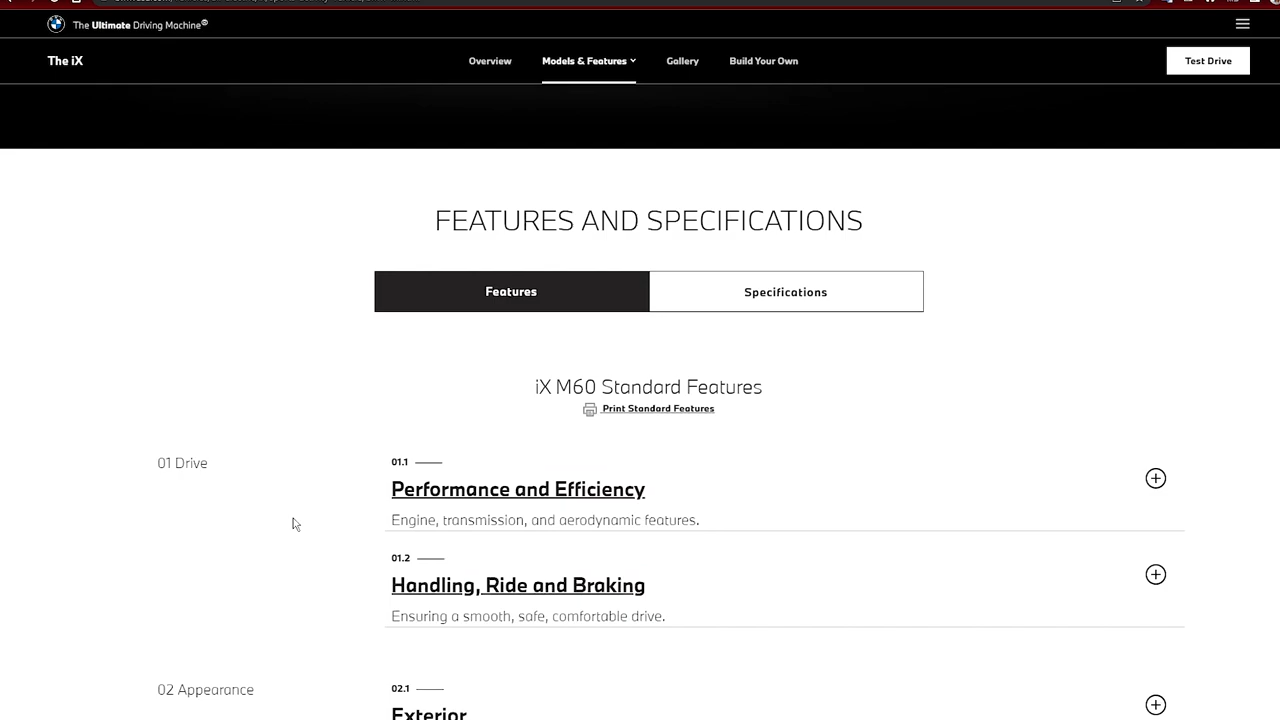 The Ultimate Driving Machine®
The iX
Overview
Models & Features
Gallery
Build Your Own
Test Drive
FEATURES AND SPECIFICATIONS
Features
Specifications
iX M60 Standard Features
Print Standard Features
01 Drive
01.1
Performance and Efficiency
Engine, transmission, and aerodynamic features.
01.2
Handling, Ride and Braking
Ensuring a smooth, safe, comfortable drive.
02 Appearance
02.1
Exterior